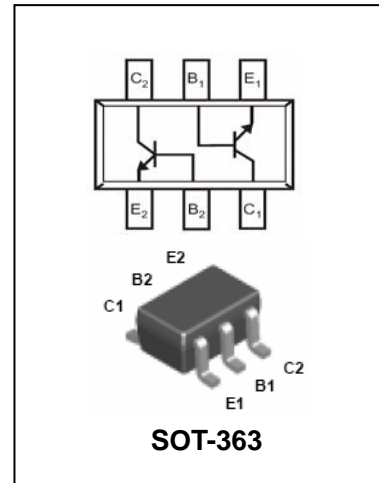 C₂ B₁ E₁
E₂ B₂ C₁
E2
B2
C1
C2
B1
E1
SOT-363